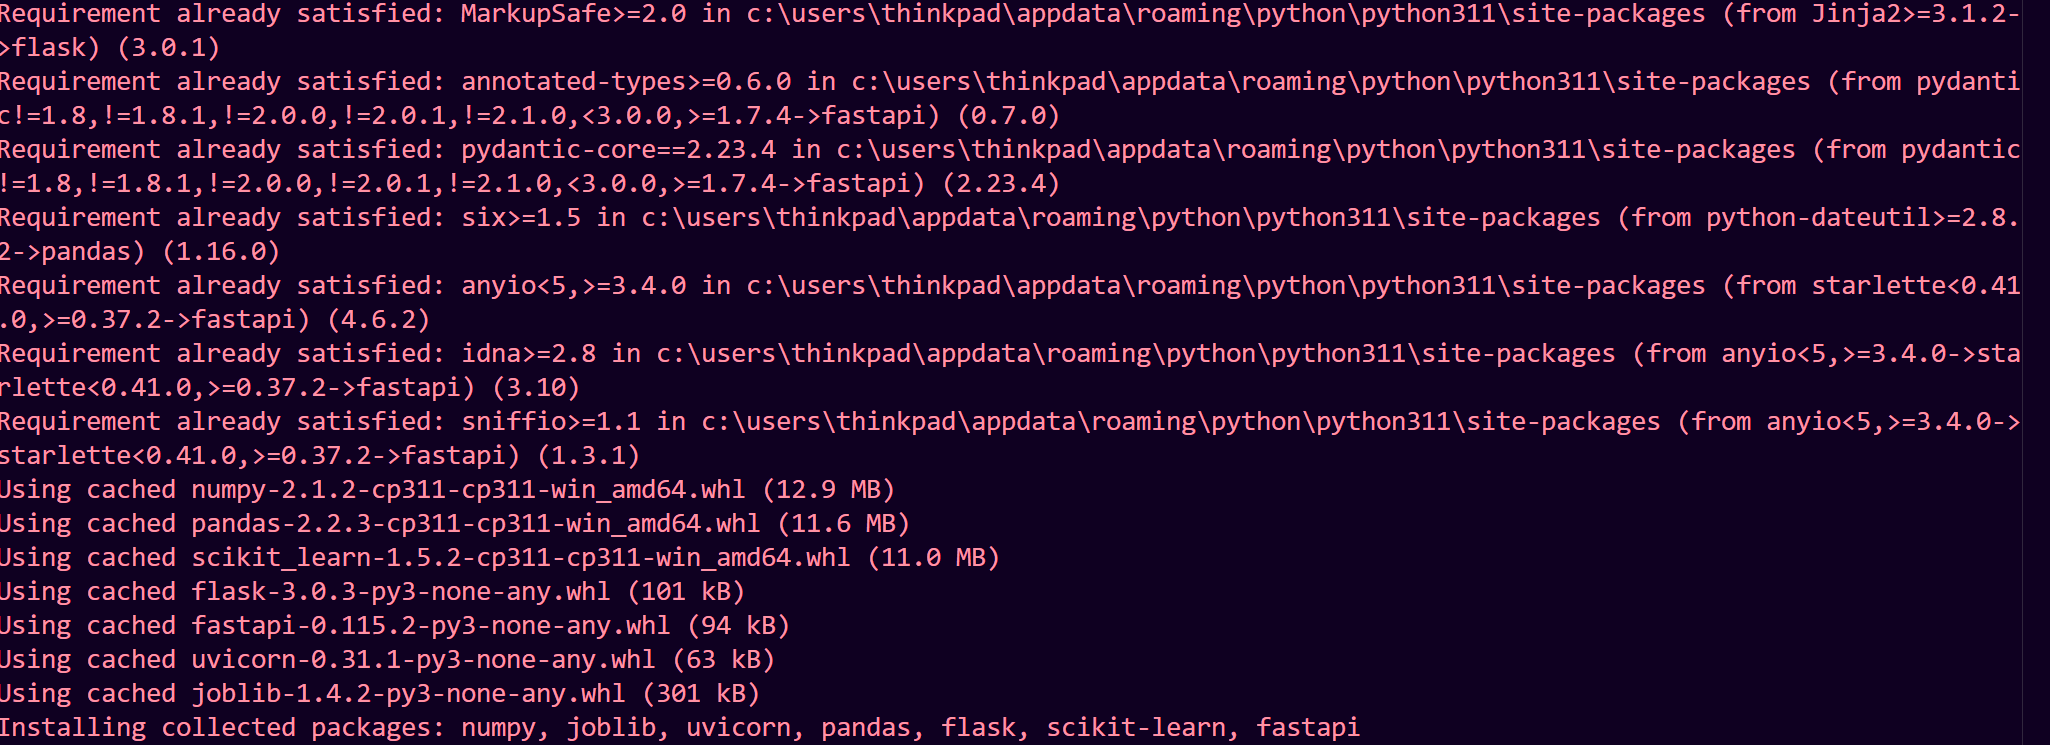 Requirement already satisfied: MarkupSafe>=2.0 in c:\users\thinkpad\appdata\roaming\python\python311\site-packages (from Jinja2>=3.1.2-
>flask) (3.0.1)
Requirement already satisfied: annotated-types>=0.6.0 in c:\users\thinkpad\appdata\roaming\python\python311\site-packages (from pydanti
c!=1.8,!=1.8.1,!=2.0.0,!=2.0.1,!=2.1.0,<3.0.0,>=1.7.4->fastapi) (0.7.0)
Requirement already satisfied: pydantic-core==2.23.4 in c:\users\thinkpad\appdata\roaming\python\python311\site-packages (from pydantic
!=1.8,!=1.8.1,!=2.0.0,!=2.0.1,!=2.1.0,<3.0.0,>=1.7.4->fastapi) (2.23.4)
Requirement already satisfied: six>=1.5 in c:\users\thinkpad\appdata\roaming\python\python311\site-packages (from python-dateutil>=2.8.
2->pandas) (1.16.0)
Requirement already satisfied: anyio<5,>=3.4.0 in c:\users\thinkpad\appdata\roaming\python\python311\site-packages (from starlette<0.41
.0,>=0.37.2->fastapi) (4.6.2)
Requirement already satisfied: idna>=2.8 in c:\users\thinkpad\appdata\roaming\python\python311\site-packages (from anyio<5,>=3.4.0->sta
rlette<0.41.0,>=0.37.2->fastapi) (3.10)
Requirement already satisfied: sniffio>=1.1 in c:\users\thinkpad\appdata\roaming\python\python311\site-packages (from anyio<5,>=3.4.0->
starlette<0.41.0,>=0.37.2->fastapi) (1.3.1)
Using cached numpy-2.1.2-cp311-cp311-win_amd64.whl (12.9 MB)
Using cached pandas-2.2.3-cp311-cp311-win_amd64.whl (11.6 MB)
Using cached scikit_learn-1.5.2-cp311-cp311-win_amd64.whl (11.0 MB)
Using cached flask-3.0.3-py3-none-any.whl (101 kB)
Using cached fastapi-0.115.2-py3-none-any.whl (94 kB)
Using cached uvicorn-0.31.1-py3-none-any.whl (63 kB)
Using cached joblib-1.4.2-py3-none-any.whl (301 kB)
Installing collected packages: numpy, joblib, uvicorn, pandas, flask, scikit-learn, fastapi